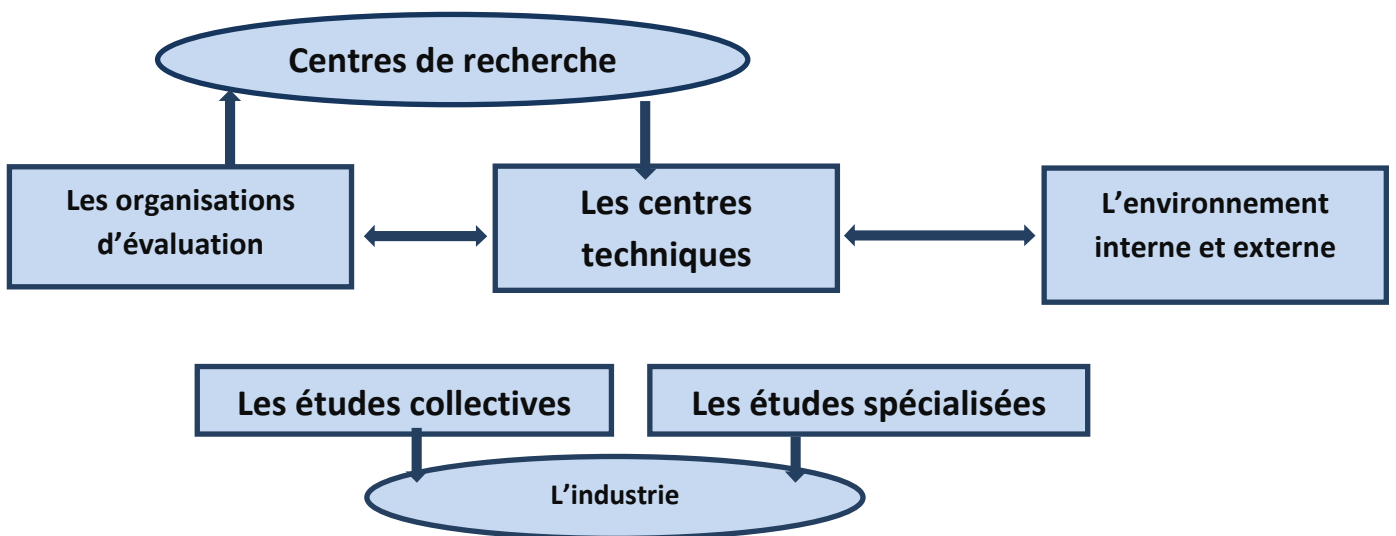 Centres de recherche
Les organisations
d’évaluation
Les centres
techniques
L’environnement
interne et externe
Les études collectives
Les études spécialisées
L’industrie